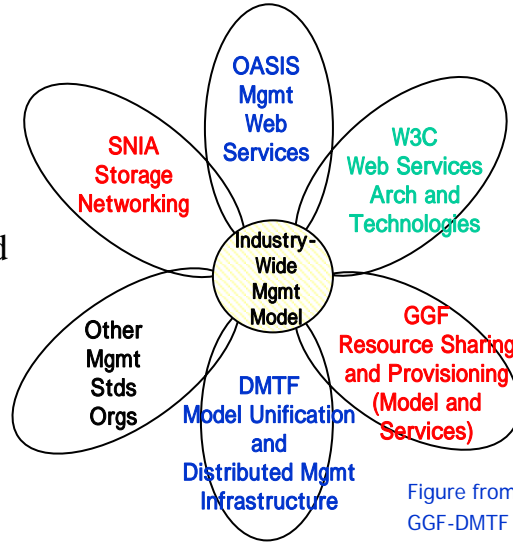 OASIS
Mgmt
Web
Services
SNIA
Storage
Networking
W3C
Web Services
Arch and
Technologies
d
Industry-
Wide
Mgmt
Model
Other
Mgmt
Stds
Orgs
GGF
Resource Sharing
and Provisioning
(Model and
Services)
DMTF
Model Unification
and
Distributed Mgmt
Infrastructure
Figure from
GGF-DMTF